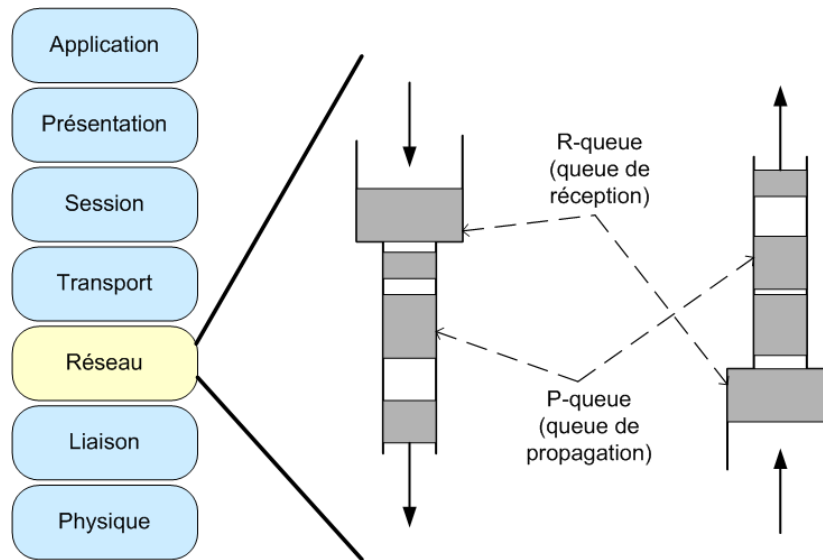 Application
Présentation
Session
Transport
Réseau
Liaison
Physique
R-queue
(queue de
réception)
P-queue
(queue de
propagation)